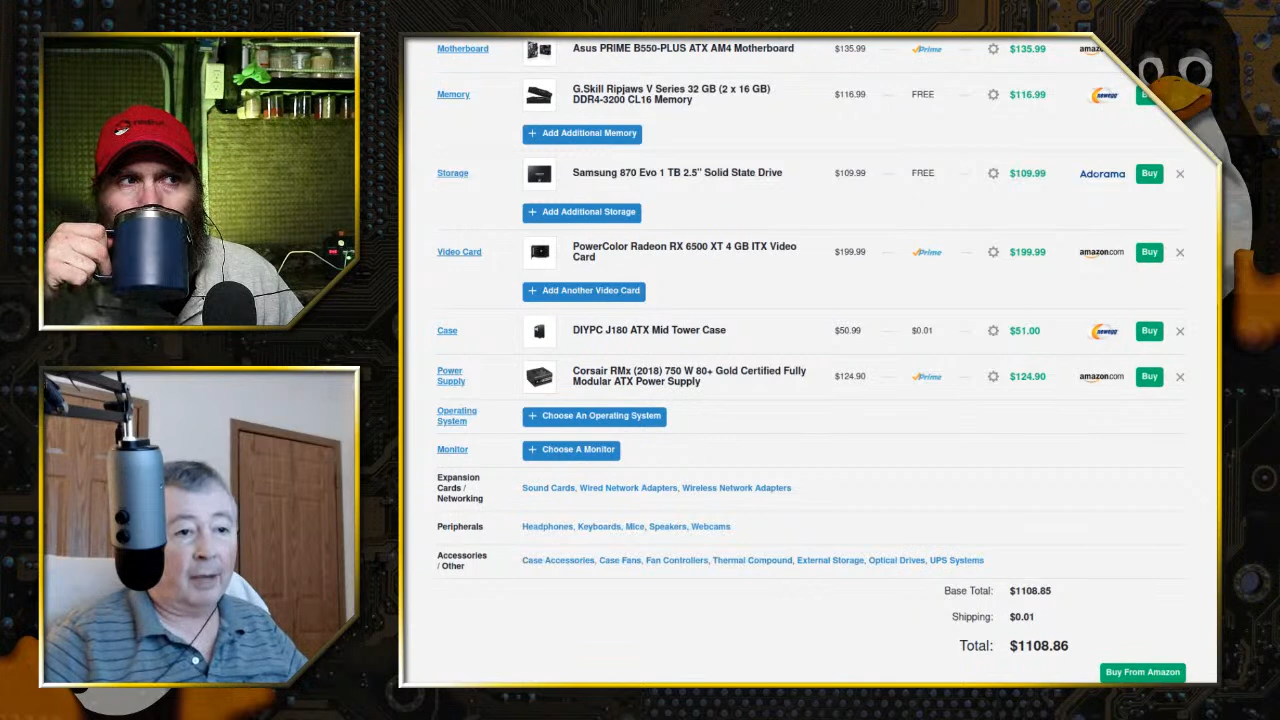 Motherboard Asus PRIME B550-PLUS ATX AM4 Motherboard $135.99 Prime $135.99
Memory G.Skill Ripjaws V Series 32 GB (2 x 16 GB) $116.99 FREE $116.99 newegg
DDR4-3200 CL16 Memory
+ Add Additional Memory
Storage Samsung 870 Evo 1 TB 2.5" Solid State Drive $109.99 FREE $109.99 Adorama Buy
+ Add Additional Storage
Video Card PowerColor Radeon RX 6500 XT 4 GB ITX Video $199.99 Prime $199.99 amazon.com Buy
Card
+ Add Another Video Card
Case DIYPC J180 ATX Mid Tower Case $50.99 $0.01 $51.00 newegg Buy
Power Corsair RMx (2018) 750 W 80+ Gold Certified Fully $124.90 Prime $124.90 amazon.com Buy
Supply Modular ATX Power Supply
Operating + Choose An Operating System
System
Monitor + Choose A Monitor
Expansion
Cards / Sound Cards, Wired Network Adapters, Wireless Network Adapters
Networking
Peripherals Headphones, Keyboards, Mice, Speakers, Webcams
Accessories Case Accessories, Case Fans, Fan Controllers, Thermal Compound, External Storage, Optical Drives, UPS Systems
/ Other
Base Total: $1108.85
Shipping: $0.01
Total: $1108.86
Buy From Amazon